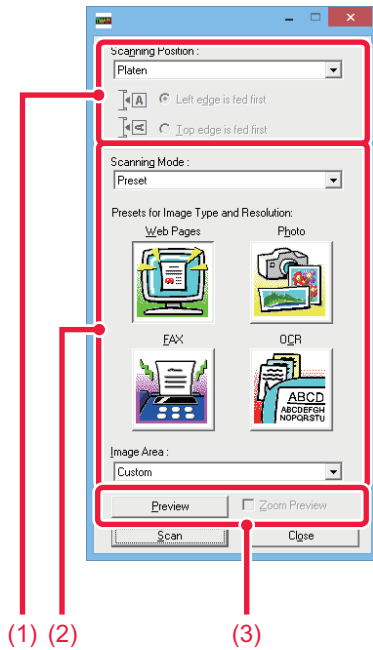 Scanning Position :
Platen
A Left edge is fed first
A Top edge is fed first
Scanning Mode :
Preset
Presets for Image Type and Resolution:
Web Pages Photo
FAX OCR
ABCD
ABCDEFGH
NOPQRSTU
Image Area :
Custom
Preview Zoom Preview
Scan Close
(1) (2) (3)